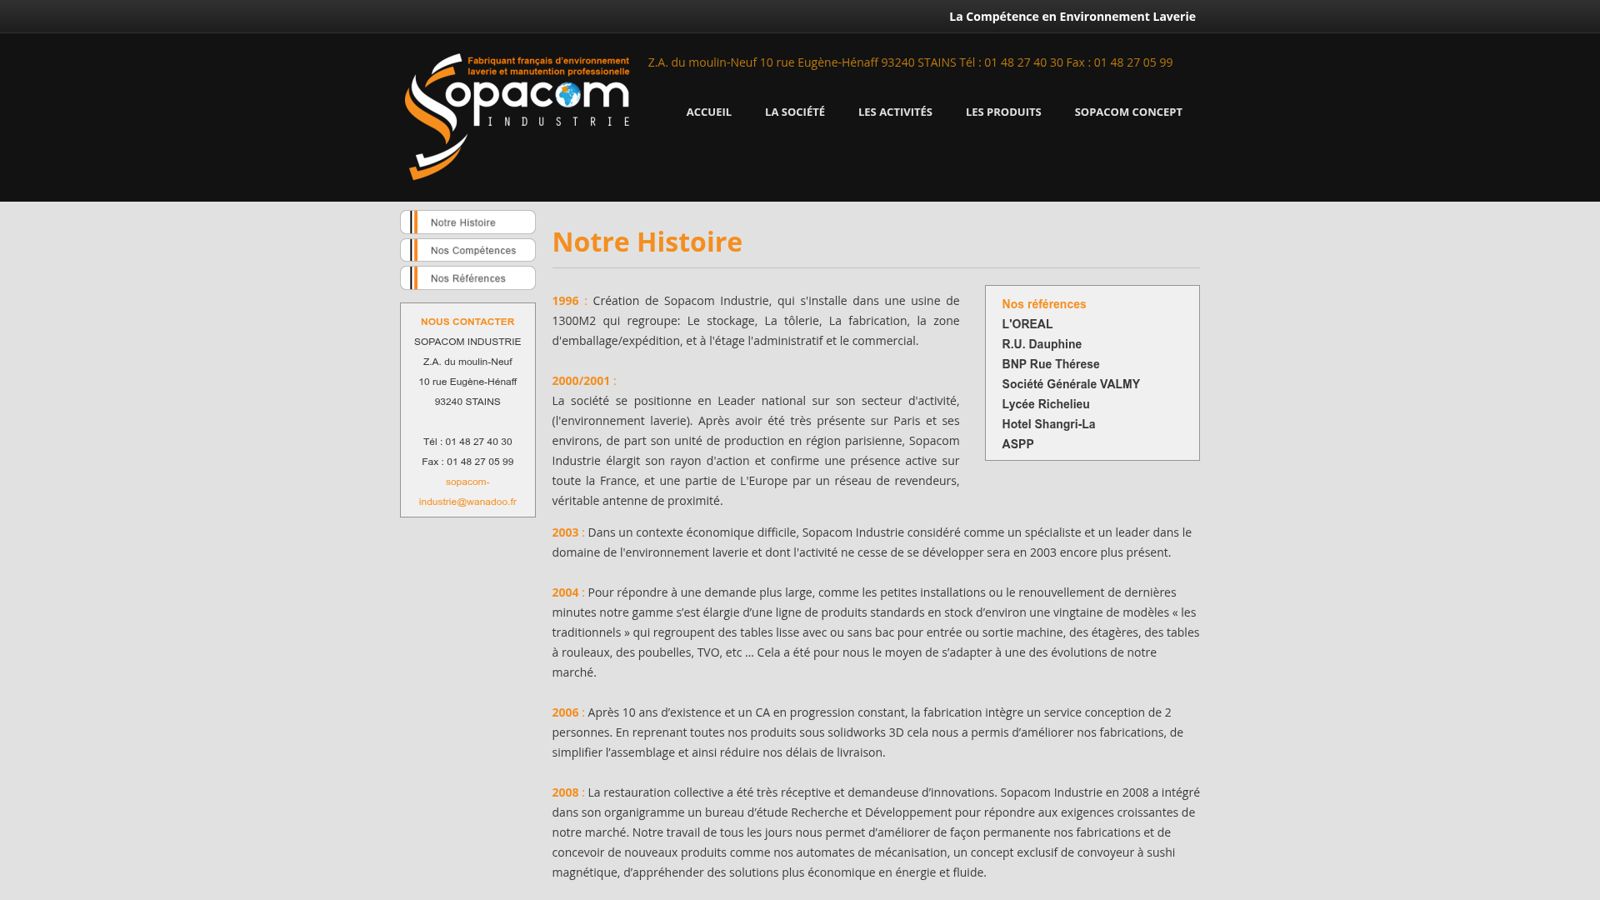 La Compétence en Environnement Laverie
Fabriquant français d'environnement
laverie et manutention professionelle
Sopacom
INDUSTRIE
Z.A. du moulin-Neuf 10 rue Eugène-Hénaff 93240 STAINS Tél : 01 48 27 40 30 Fax : 01 48 27 05 99
ACCUEIL LA SOCIÉTÉ LES ACTIVITÉS LES PRODUITS SOPACOM CONCEPT
Notre Histoire
Nos Compétences
Nos Références
NOUS CONTACTER
SOPACOM INDUSTRIE
Z.A. du moulin-Neuf
10 rue Eugène-Hénaff
93240 STAINS
Tél : 01 48 27 40 30
Fax : 01 48 27 05 99
sopacom-
industrie@wanadoo.fr
Notre Histoire
1996 : Création de Sopacom Industrie, qui s'installe dans une usine de
1300M2 qui regroupe: Le stockage, La tôlerie, La fabrication, la zone
d'emballage/expédition, et à l'étage l'administratif et le commercial.
2000/2001 :
La société se positionne en Leader national sur son secteur d'activité,
(l'environnement laverie). Après avoir été très présente sur Paris et ses
environs, de part son unité de production en région parisienne, Sopacom
Industrie élargit son rayon d'action et confirme une présence active sur
toute la France, et une partie de L'Europe par un réseau de revendeurs,
véritable antenne de proximité.
Nos références
L'OREAL
R.U. Dauphine
BNP Rue Thérese
Société Générale VALMY
Lycée Richelieu
Hotel Shangri-La
ASPP
2003 : Dans un contexte économique difficile, Sopacom Industrie considéré comme un spécialiste et un leader dans le
domaine de l'environnement laverie et dont l'activité ne cesse de se développer sera en 2003 encore plus présent.
2004 : Pour répondre à une demande plus large, comme les petites installations ou le renouvellement de dernières
minutes notre gamme s’est élargie d’une ligne de produits standards en stock d’environ une vingtaine de modèles « les
traditionnels » qui regroupent des tables lisse avec ou sans bac pour entrée ou sortie machine, des étagères, des tables
à rouleaux, des poubelles, TVO, etc ... Cela a été pour nous le moyen de s’adapter à une des évolutions de notre
marché.
2006 : Après 10 ans d’existence et un CA en progression constant, la fabrication intègre un service conception de 2
personnes. En reprenant toutes nos produits sous solidworks 3D cela nous a permis d’améliorer nos fabrications, de
simplifier l’assemblage et ainsi réduire nos délais de livraison.
2008 : La restauration collective a été très réceptive et demandeuse d’innovations. Sopacom Industrie en 2008 a intégré
dans son organigramme un bureau d’étude Recherche et Développement pour répondre aux exigences croissantes de
notre marché. Notre travail de tous les jours nous permet d’améliorer de façon permanente nos fabrications et de
concevoir de nouveaux produits comme nos automates de mécanisation, un concept exclusif de convoyeur à sushi
magnétique, d’appréhender des solutions plus économique en énergie et fluide.